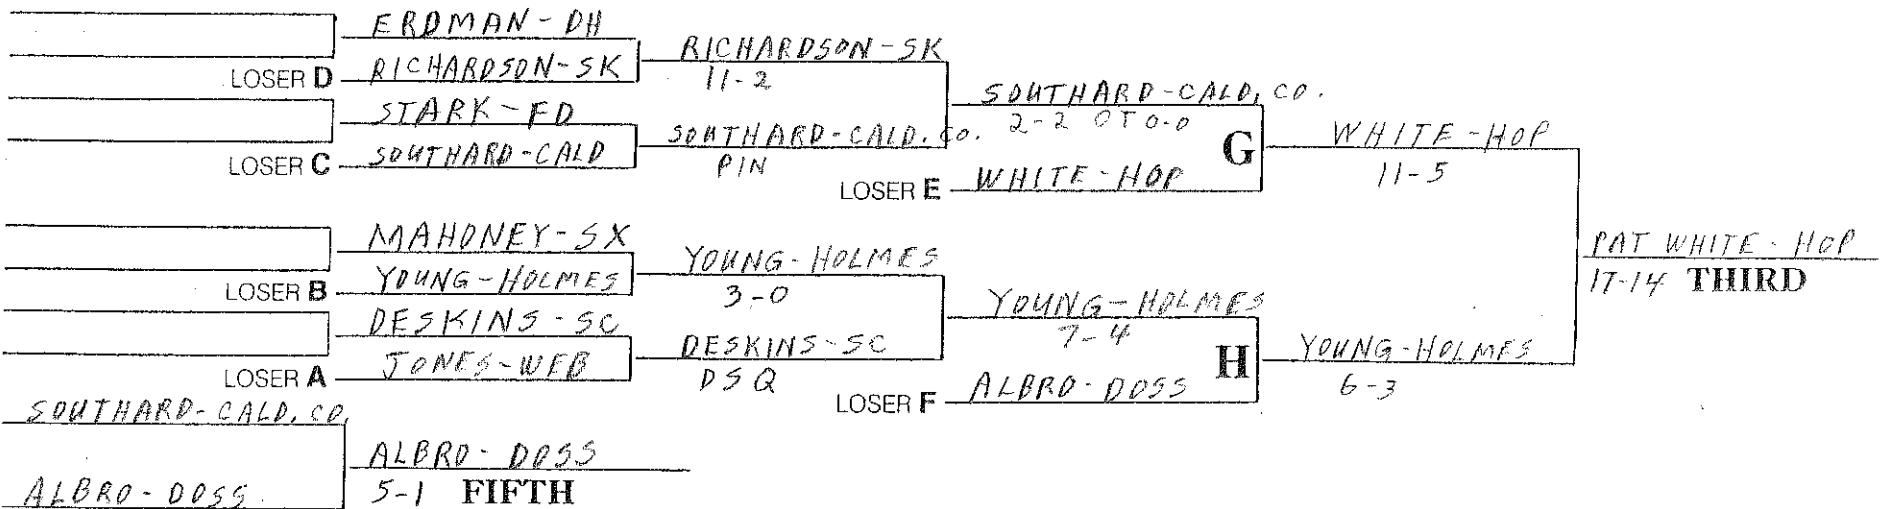 ERDMAN - DH
LOSER D RICHARDSON - SK
RICHARDSON - SK
11-2
STARK - FD
LOSER C SOUTHARD - CALD
SOUTHARD - CALD. CO.
PIN
SOUTHARD - CALD, CO.
2-2 OT 0-0
LOSER E WHITE - HOP
G
WHITE - HOP
11-5
MAHONEY - SX
LOSER B YOUNG - HOLMES
YOUNG - HOLMES
3-0
DESKINS - SC
LOSER A JONES - WEB
DESKINS - SC
DSQ
YOUNG - HOLMES
7-4
LOSER F ALBRO - DOSS
H
YOUNG - HOLMES
6-3
PAT WHITE - HOP
17-14 THIRD
SOUTHARD - CALD. CO.
ALBRO - DOSS.
ALBRO - DOSS
5-1 FIFTH